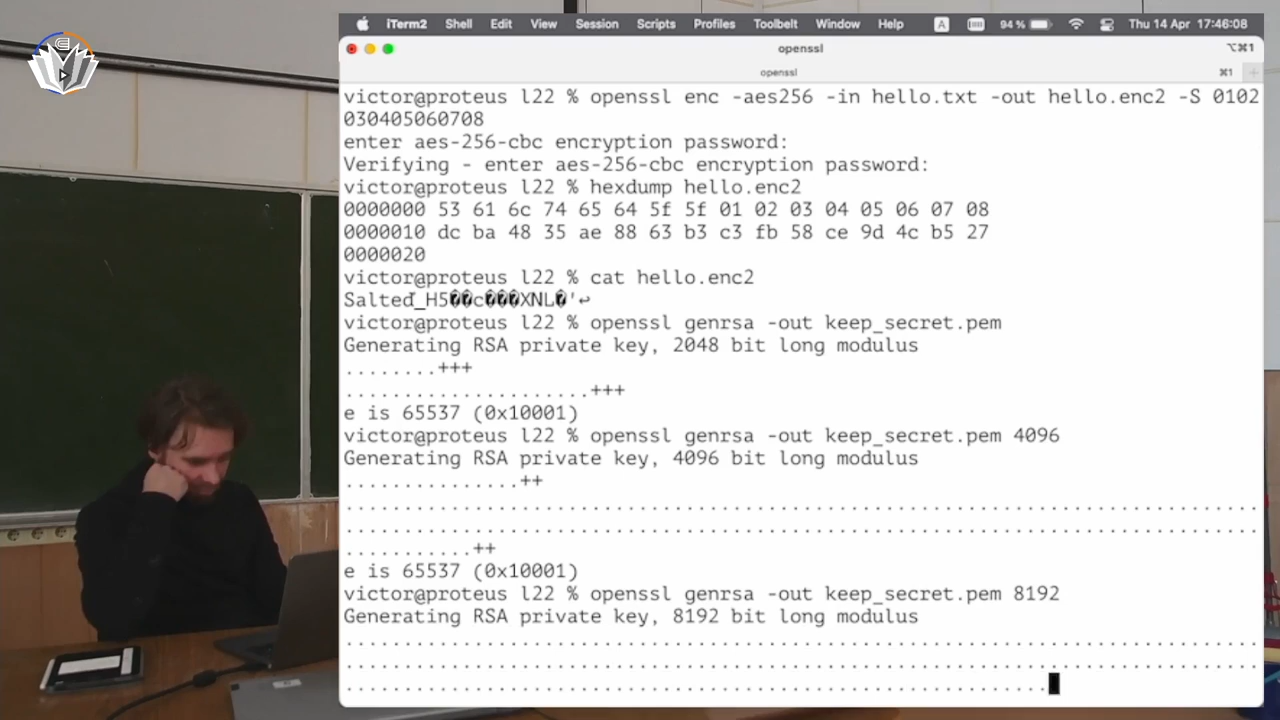 iTerm2 Shell Edit View Session Scripts Profiles Toolbelt Window Help A 94 % Thu 14 Apr 17:46:08
openssl ⌥⌘1
openssl ⌘1 +
victor@proteus l22 % openssl enc -aes256 -in hello.txt -out hello.enc2 -S 0102
030405060708
enter aes-256-cbc encryption password:
Verifying - enter aes-256-cbc encryption password:
victor@proteus l22 % hexdump hello.enc2
0000000 53 61 6c 74 65 64 5f 5f 01 02 03 04 05 06 07 08
0000010 dc ba 48 35 ae 88 63 b3 c3 fb 58 ce 9d 4c b5 27
0000020
victor@proteus l22 % cat hello.enc2
Salted_H5��c���XNL�'↩
victor@proteus l22 % openssl genrsa -out keep_secret.pem
Generating RSA private key, 2048 bit long modulus
........+++
.....................+++
e is 65537 (0x10001)
victor@proteus l22 % openssl genrsa -out keep_secret.pem 4096
Generating RSA private key, 4096 bit long modulus
...............++
..............................................................................
..............................................................................
...........++
e is 65537 (0x10001)
victor@proteus l22 % openssl genrsa -out keep_secret.pem 8192
Generating RSA private key, 8192 bit long modulus
..............................................................................
..............................................................................
............................................................